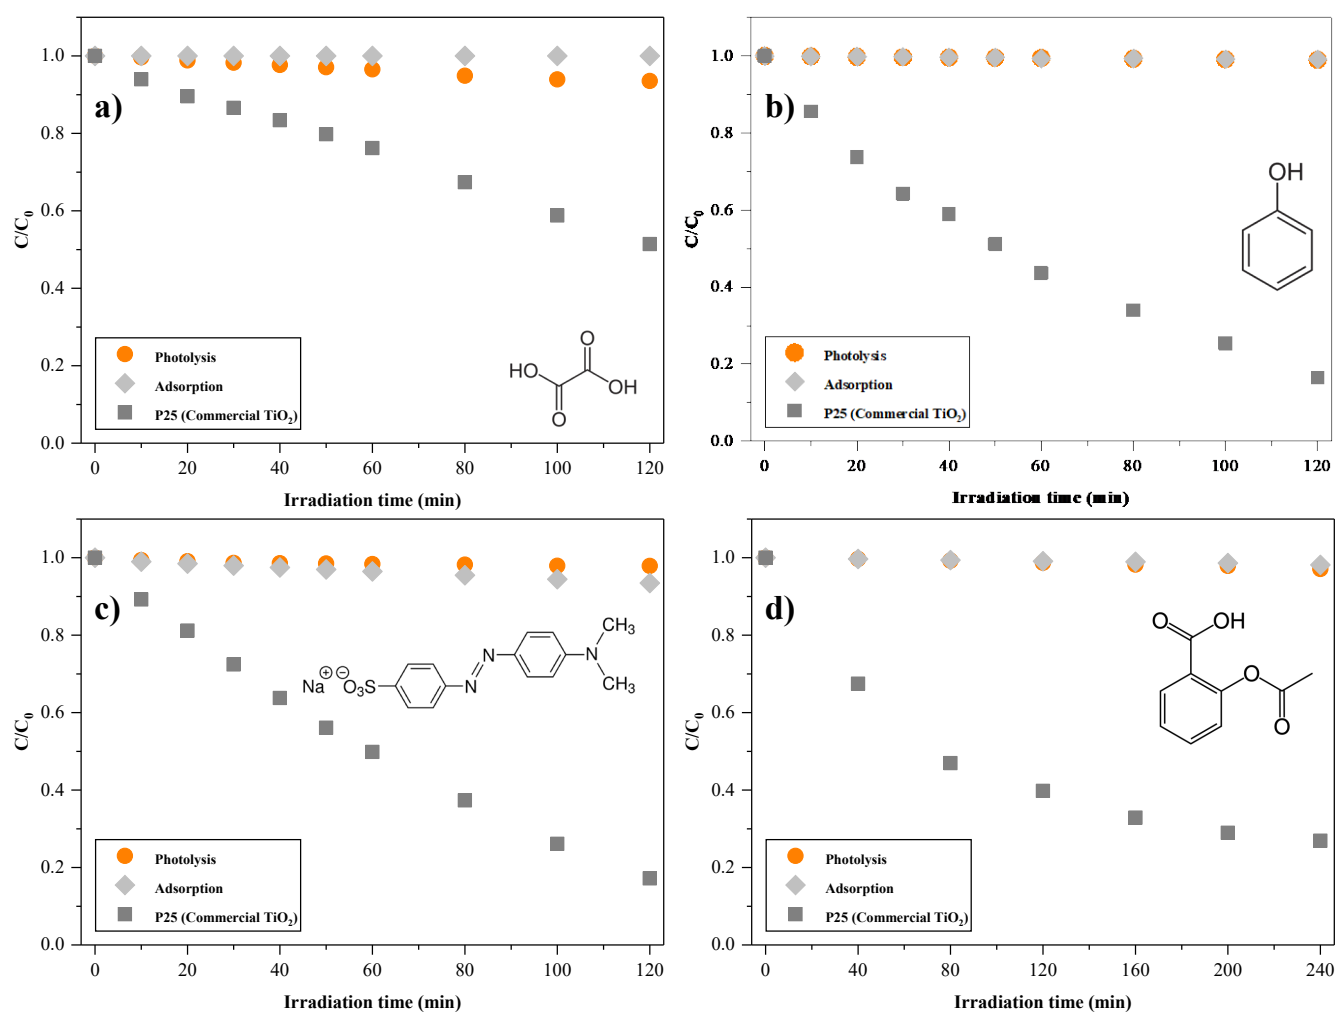 a)
1.0
0.8
0.6
0.4
0.2
0.0
C/C0
Photolysis
Adsorption
P25 (Commercial TiO2)
O
HO
OH
O
0 20 40 60 80 100 120
Irradiation time (min)
b)
1.0
0.8
0.6
0.4
0.2
0.0
C/C0
OH
Photolysis
Adsorption
P25 (Commercial TiO2)
0 20 40 60 80 100 120
Irradiation time (min)
c)
1.0
0.8
0.6
0.4
0.2
0.0
C/C0
CH3
N
N
CH3
Na ⊕ ⊖ O3S
N
Photolysis
Adsorption
P25 (Commercial TiO2)
0 20 40 60 80 100 120
Irradiation time (min)
d)
1.0
0.8
0.6
0.4
0.2
0.0
C/C0
O OH
O
O
Photolysis
Adsorption
P25 (Commercial TiO2)
0 40 80 120 160 200 240
Irradiation time (min)